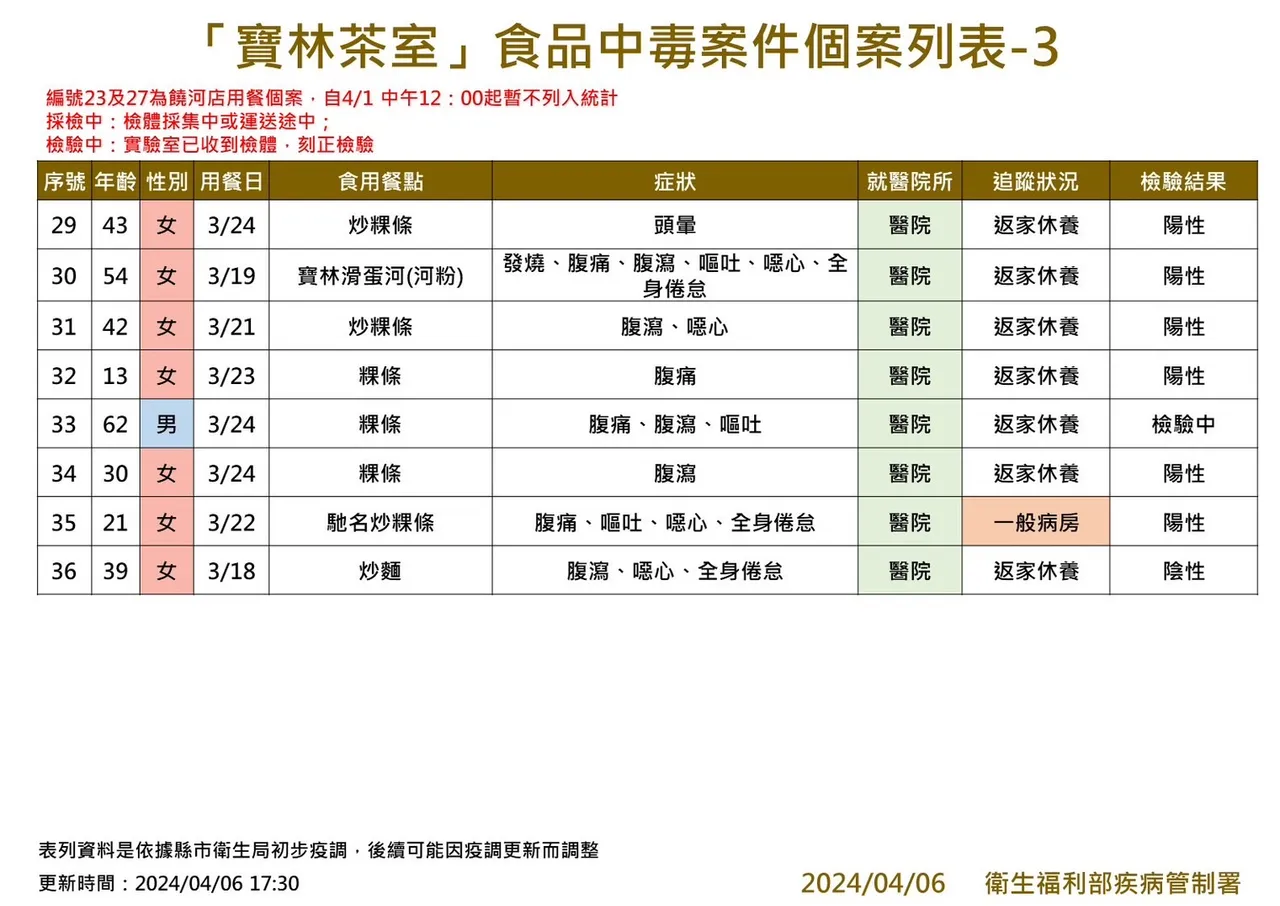 「寶林茶室」食品中毒案件個案列表-3
編號23及27為饒河店用餐個案，自4/1 中午12：00起暫不列入統計
採檢中：檢體採集中或運送途中；
檢驗中：實驗室已收到檢體，刻正檢驗
序號 年齡 性別 用餐日 食用餐點 症狀 就醫院所 追蹤狀況 檢驗結果
29 43 女 3/24 炒粿條 頭暈 醫院 返家休養 陽性
30 54 女 3/19 寶林滑蛋河(河粉) 發燒、腹痛、腹瀉、嘔吐、噁心、全
身倦怠 醫院 返家休養 陽性
31 42 女 3/21 炒粿條 腹瀉、噁心 醫院 返家休養 陽性
32 13 女 3/23 粿條 腹痛 醫院 返家休養 陽性
33 62 男 3/24 粿條 腹痛、腹瀉、嘔吐 醫院 返家休養 檢驗中
34 30 女 3/24 粿條 腹瀉 醫院 返家休養 陽性
35 21 女 3/22 馳名炒粿條 腹痛、嘔吐、噁心、全身倦怠 醫院 一般病房 陽性
36 39 女 3/18 炒麵 腹瀉、噁心、全身倦怠 醫院 返家休養 陰性
表列資料是依據縣市衛生局初步疫調，後續可能因疫調更新而調整
更新時間：2024/04/06 17:30
2024/04/06 衛生福利部疾病管制署